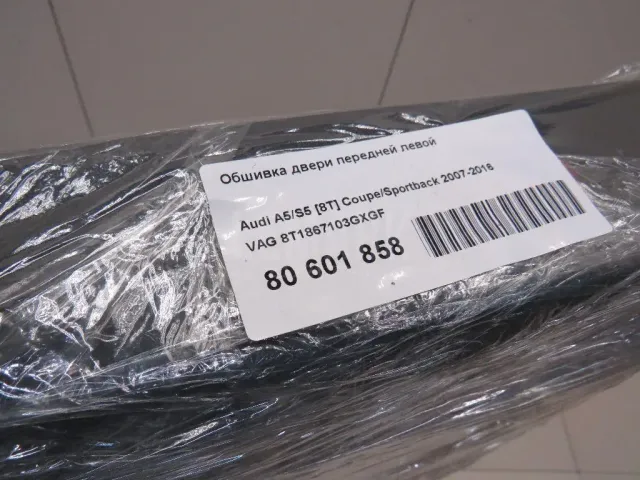 Обшивка двери передней левой
Audi A5/S5 [8T] Coupe/Sportback 2007-2016
VAG 8T1867103GXGF
80 601 858